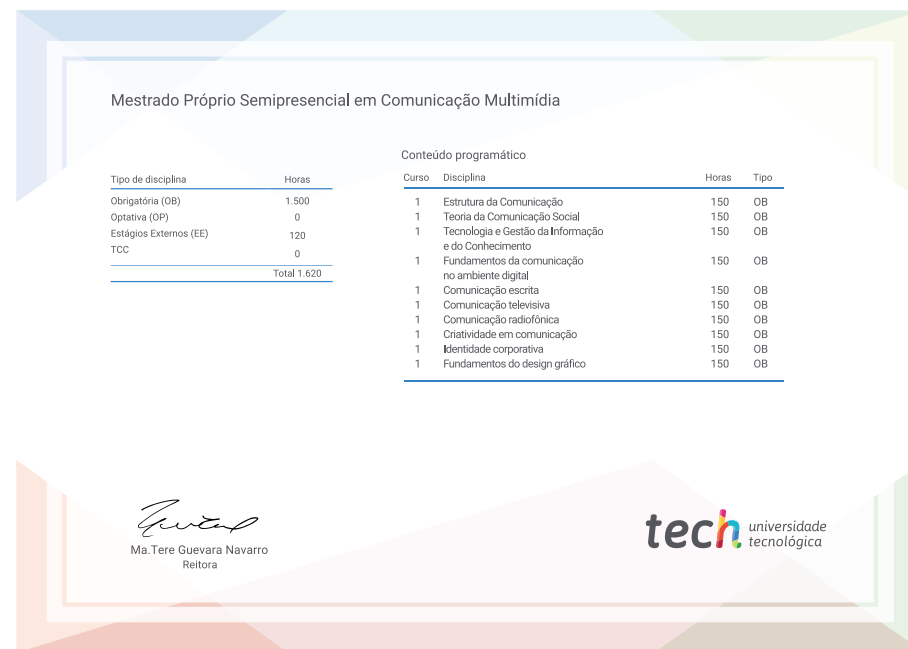 Mestrado Próprio Semipresencial em Comunicação Multimídia
Tipo de disciplina Horas
Obrigatória (OB) 1.500
Optativa (OP) 0
Estágios Externos (EE) 120
TCC 0
Total 1.620
Conteúdo programático
Curso Disciplina Horas Tipo
1 Estrutura da Comunicação 150 OB
1 Teoria da Comunicação Social 150 OB
1 Tecnologia e Gestão da Informação 150 OB
e do Conhecimento
1 Fundamentos da comunicação 150 OB
no ambiente digital
1 Comunicação escrita 150 OB
1 Comunicação televisiva 150 OB
1 Comunicação radiofônica 150 OB
1 Criatividade em comunicação 150 OB
1 Identidade corporativa 150 OB
1 Fundamentos do design gráfico 150 OB
Ma.Tere Guevara Navarro
Reitora
tech universidade
tecnológica